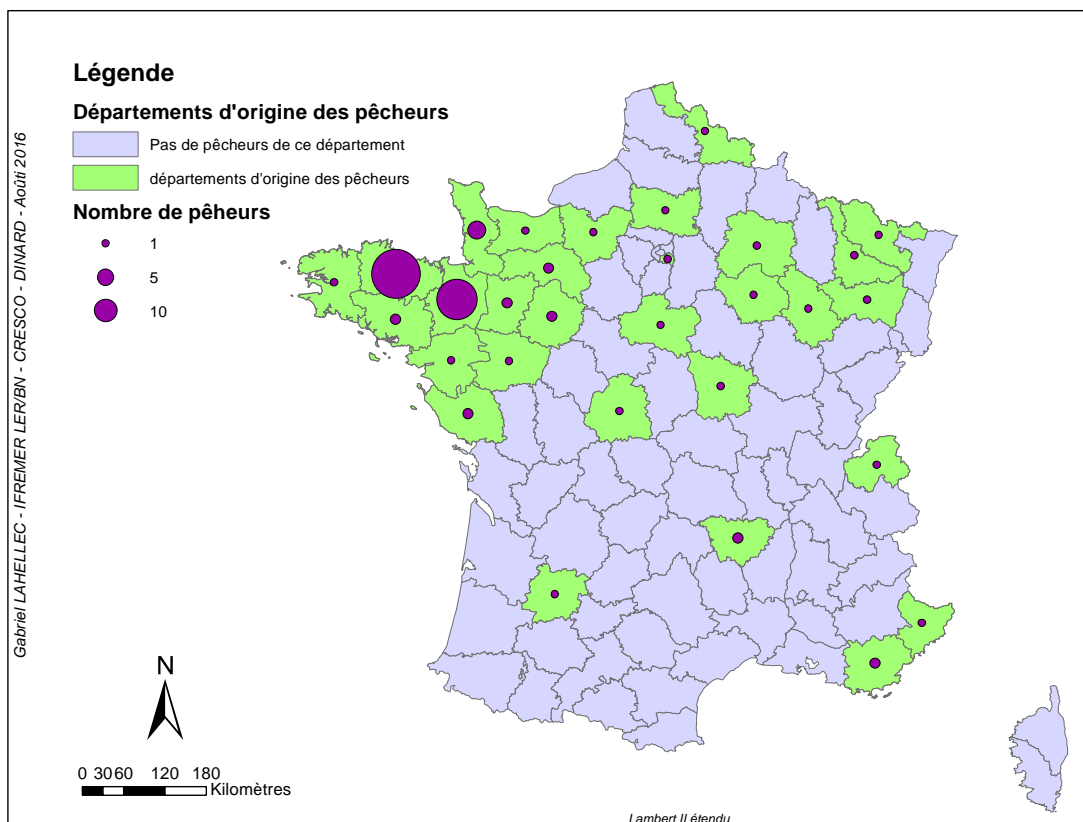 Légende
Départements d'origine des pêcheurs
Pas de pêcheurs de ce département
départements d'origine des pêcheurs
Nombre de pêheurs
1
5
10
Gabriel LAHELLEC - IFREMER LER/BN - CRESCO - DINARD - Aoûti 2016
N
0 30 60 120 180
Kilomètres
Lambert II étendu